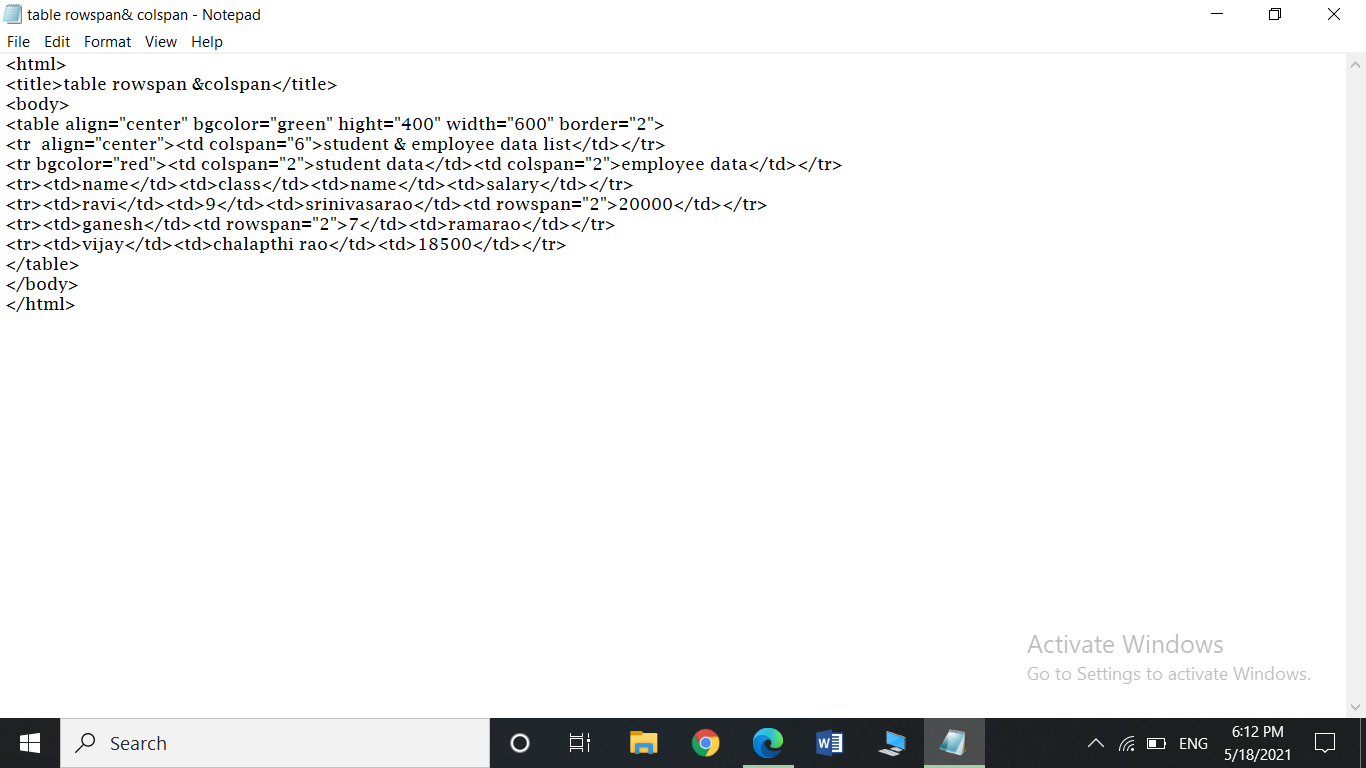 table rowspan& colspan - Notepad
File Edit Format View Help
<html>
<title>table rowspan &colspan</title>
<body>
<table align="center" bgcolor="green" hight="400" width="600" border="2">
<tr  align="center"><td colspan="6">student & employee data list</td></tr>
<tr bgcolor="red"><td colspan="2">student data</td><td colspan="2">employee data</td></tr>
<tr><td>name</td><td>class</td><td>name</td><td>salary</td></tr>
<tr><td>ravi</td><td>9</td><td>srinivasarao</td><td rowspan="2">20000</td></tr>
<tr><td>ganesh</td><td rowspan="2">7</td><td>ramarao</td></tr>
<tr><td>vijay</td><td>chalapthi rao</td><td>18500</td></tr>
</table>
</body>
</html>
Activate Windows
Go to Settings to activate Windows.
Search
ENG
6:12 PM
5/18/2021